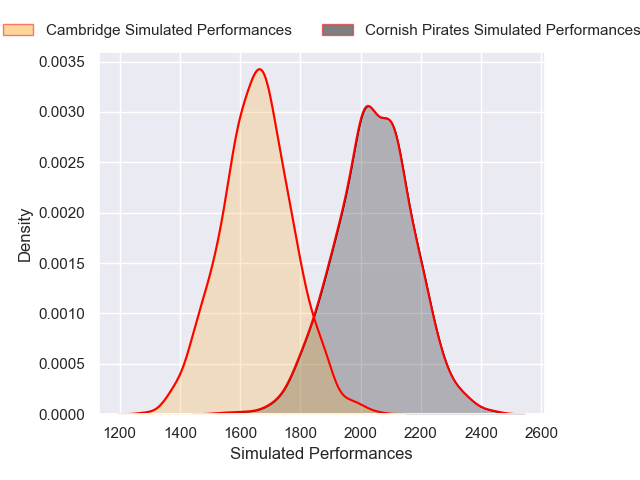 Cambridge Simulated Performances Cornish Pirates Simulated Performances
0.0035
0.0030
0.0025
0.0020
0.0015
0.0010
0.0005
0.0000
Density
1200 1400 1600 1800 2000 2200 2400 2600
Simulated Performances